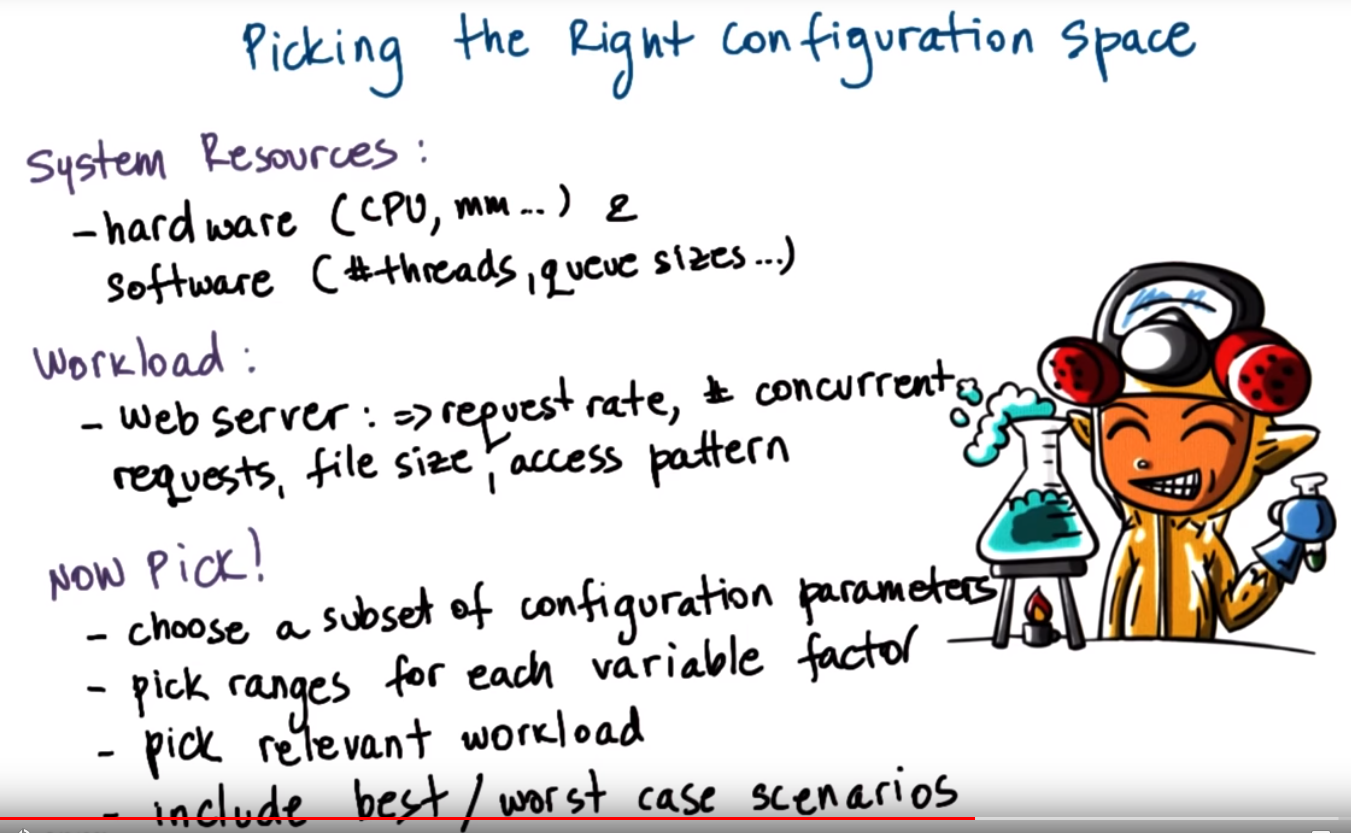 Picking the Right Configuration Space
System Resources:
- hardware (CPU, mm...) &
software (#threads, queue sizes...)
Workload:
- web server: => request rate, # concurrent
requests, file size, access pattern
NOW Pick!
- choose a subset of configuration parameters
- pick ranges for each variable factor
- pick relevant workload
- include best/worst case scenarios